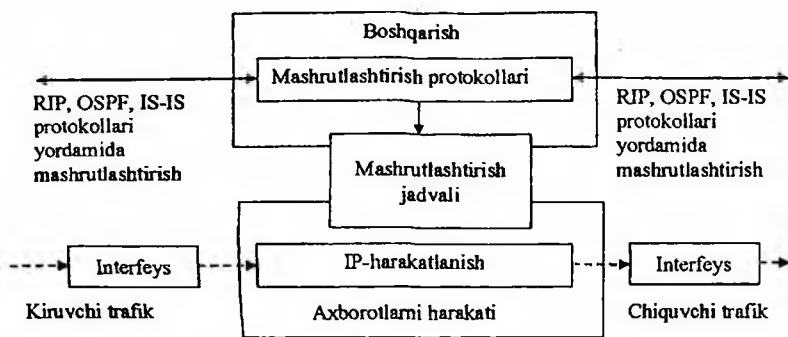 Boshqarish
Mashrutlashtirish protokollari
RIP, OSPF, IS-IS
protokollari
yordamida
mashrutlashtirish
RIP, OSPF, IS-IS
protokollari
yordamida
mashrutlashtirish
Mashrutlashtirish
jadvali
Interfeys
IP-harakatlanish
Interfeys
Kiruvchi trafik
Axborotlarni harakati
Chiquvchi trafik